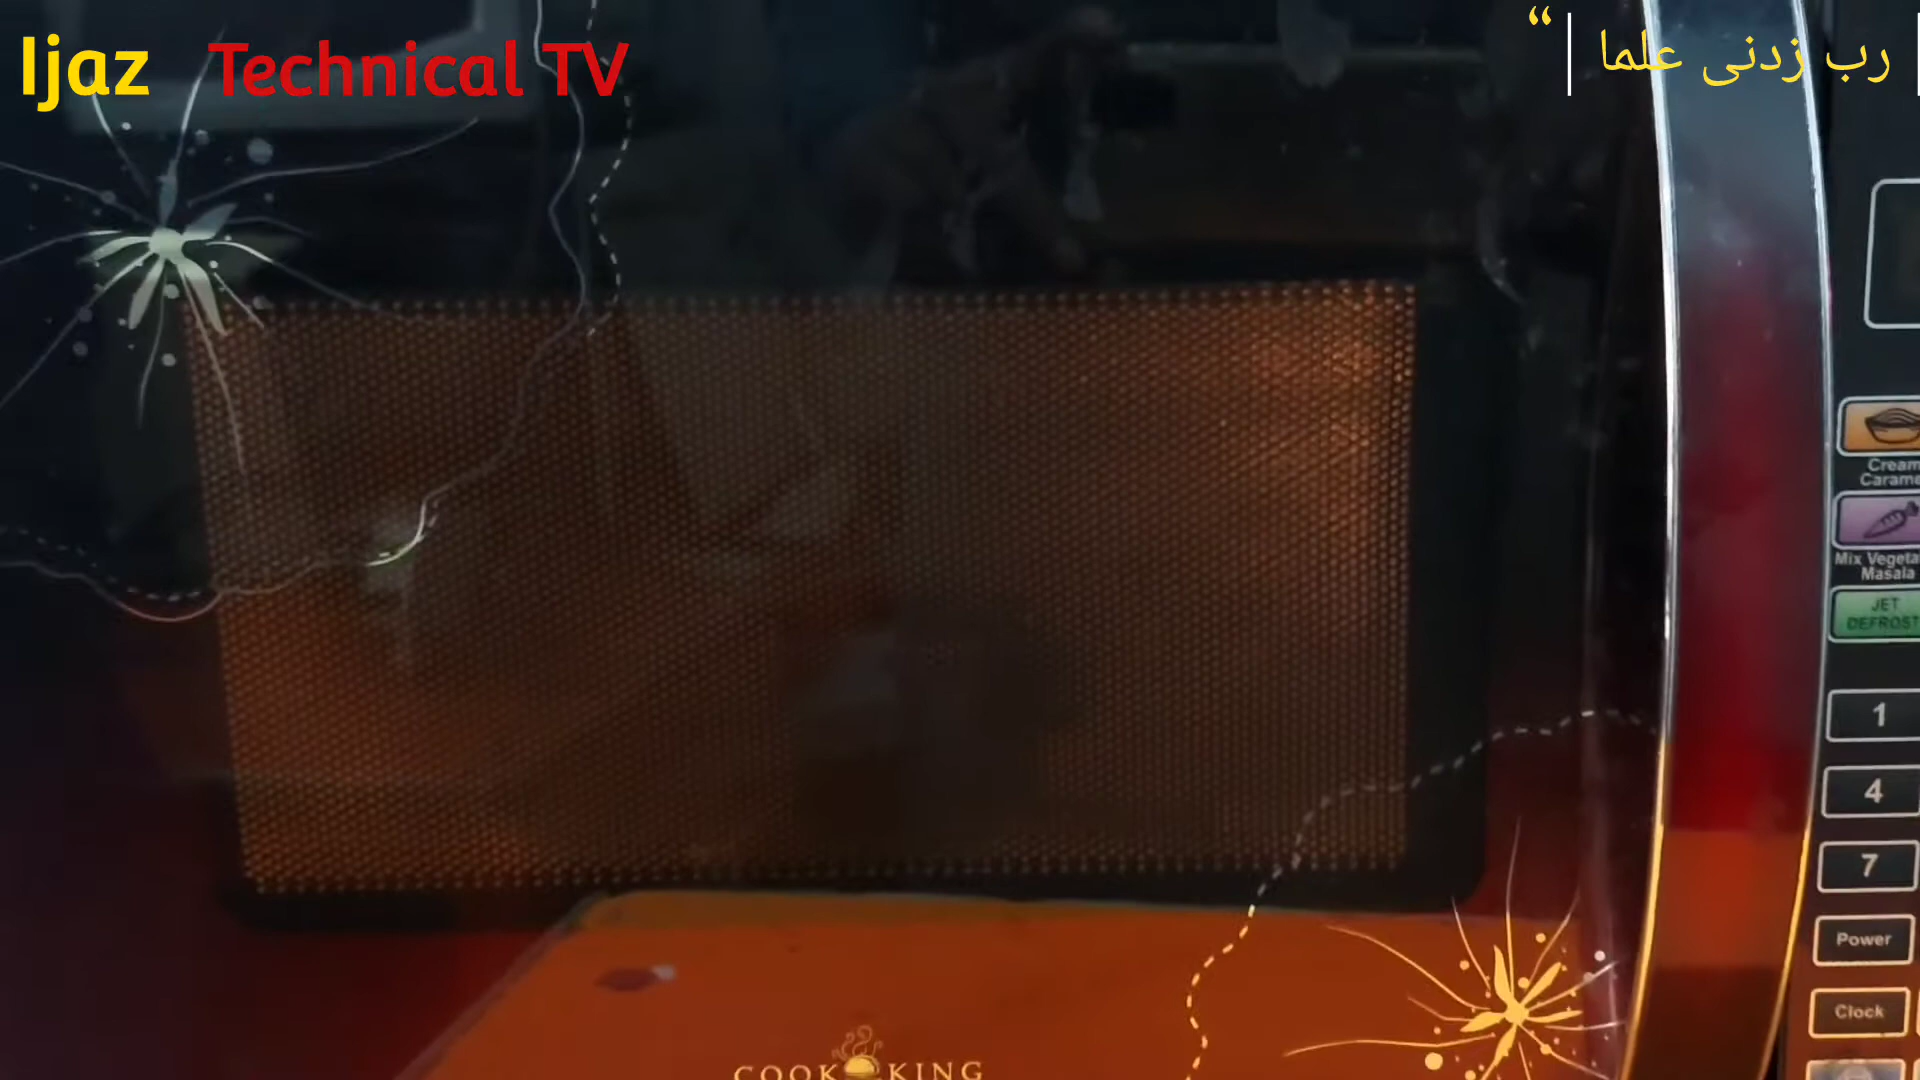 Ijaz Technical TV
“ | رب زدنی علما |
Cream
Carame
Mix Vegeta
Masala
JET
DEFROST
1
4
7
Power
Clock
COOK KING